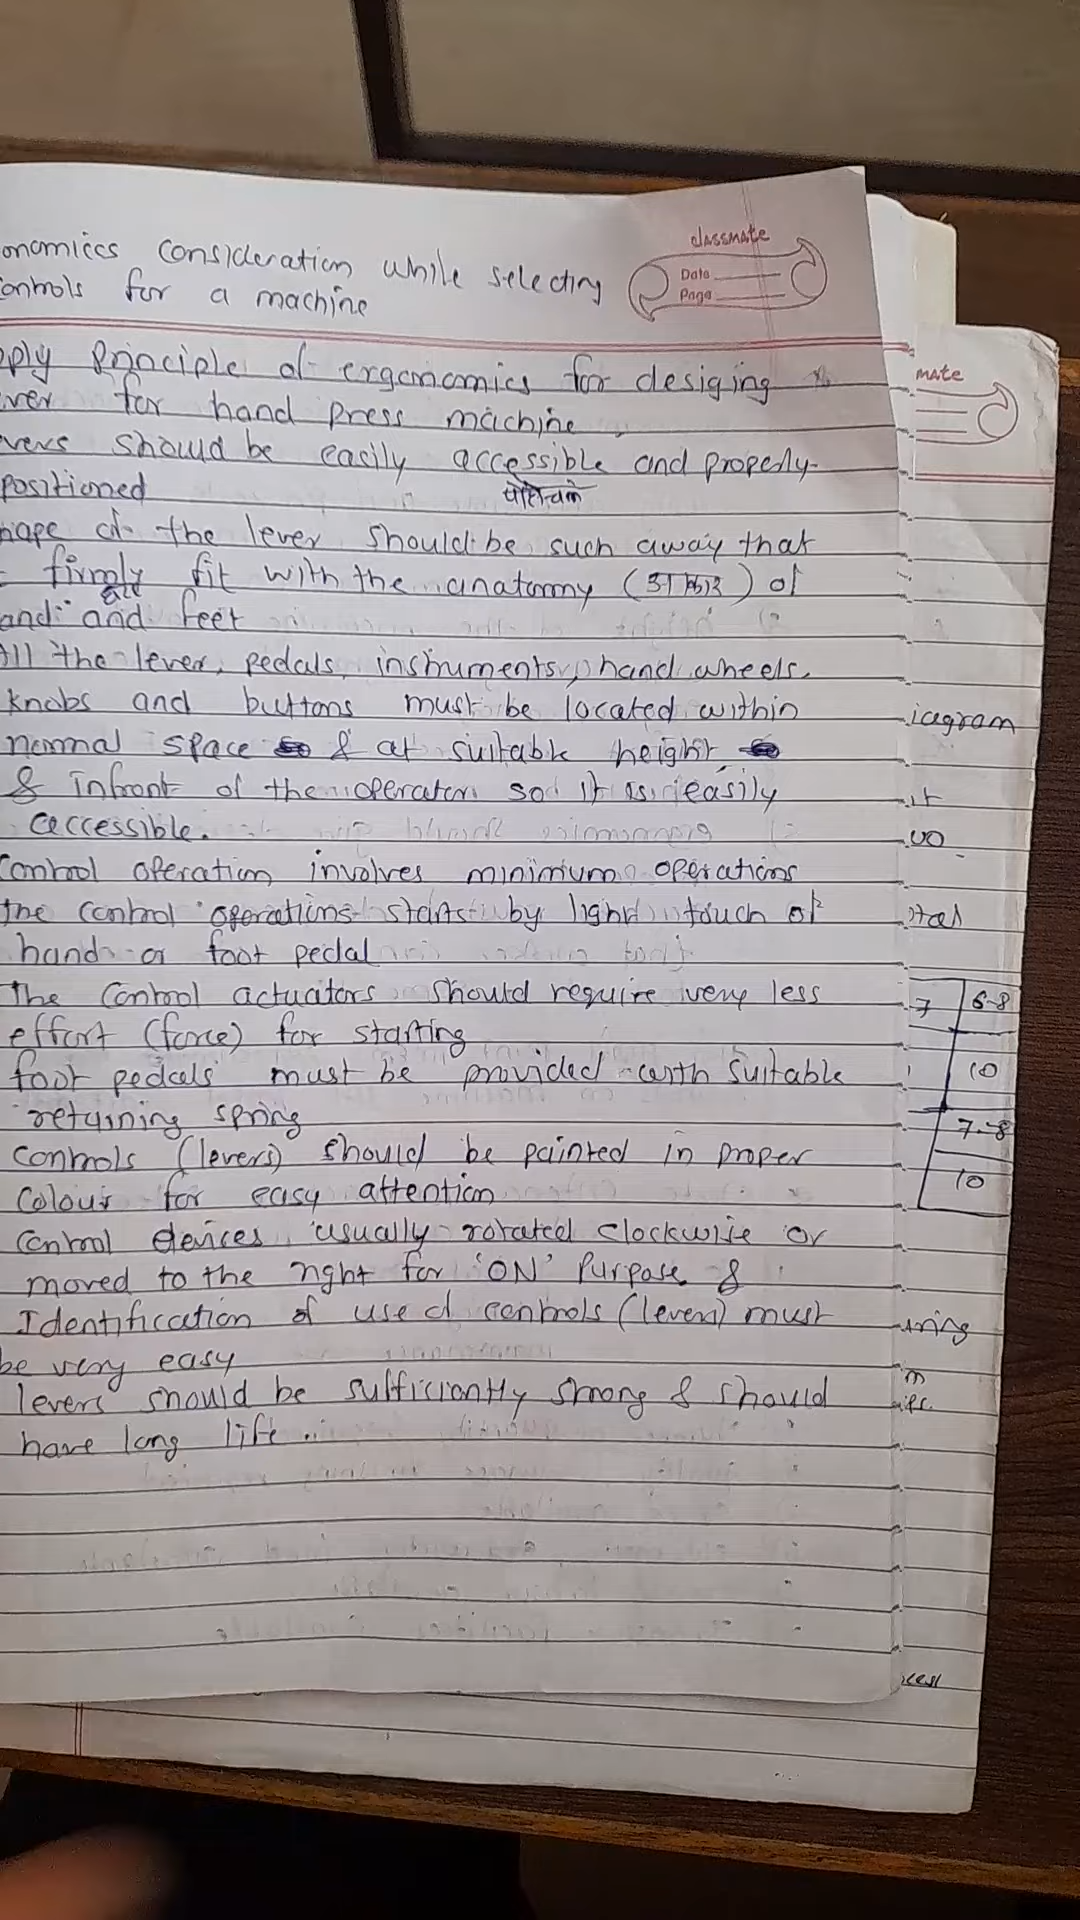 onomices consideration while selecting
ontrols for a machine
classmate
Date
Page
pply Principle of ergonomics for desiging
ver for hand press machine.
vers should be easily accessible and properly
positioned
hape of the lever should be such away that
firmly fit with the anatomy (आकार) of
and and feet
All the lever, pedals, instruments, hand wheels,
knobs and buttons must be located within
normal space & at suitable height
& infront of the operator so it is easily
accessible.
Control operation involves minimum operations
the control operations starts by light touch of
hand or foot pedal
The Control actuators should require very less
effort (force) for starting
foot pedals must be provided with suitable
retaining spring
controls (levers) should be painted in proper
colour for easy attention
control devices usually rotated clockwise or
moved to the right for 'ON' Purpose &
Identification of use of controls (levers) must
be very easy
levers should be sufficiantly strong & should
have long life.
mate
iagram
it
7 6-8
10
7-8
10